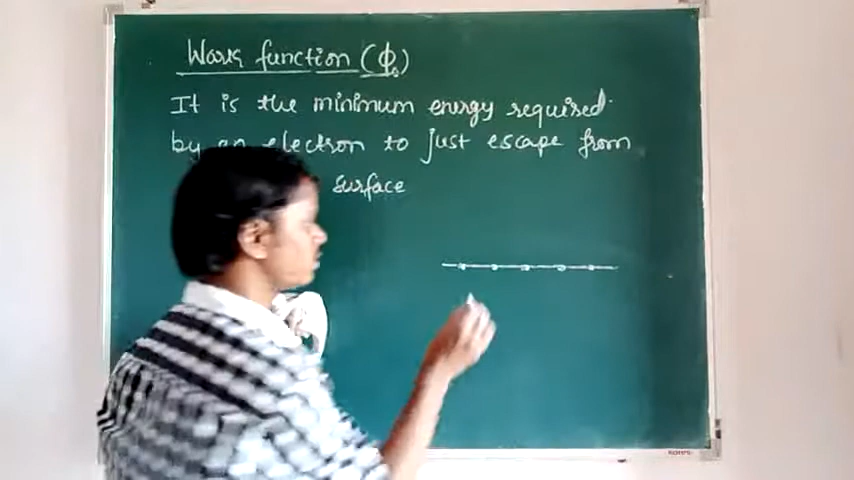 Work function (Φ₀)
It is the minimum energy required
by an electron to just escape from
surface